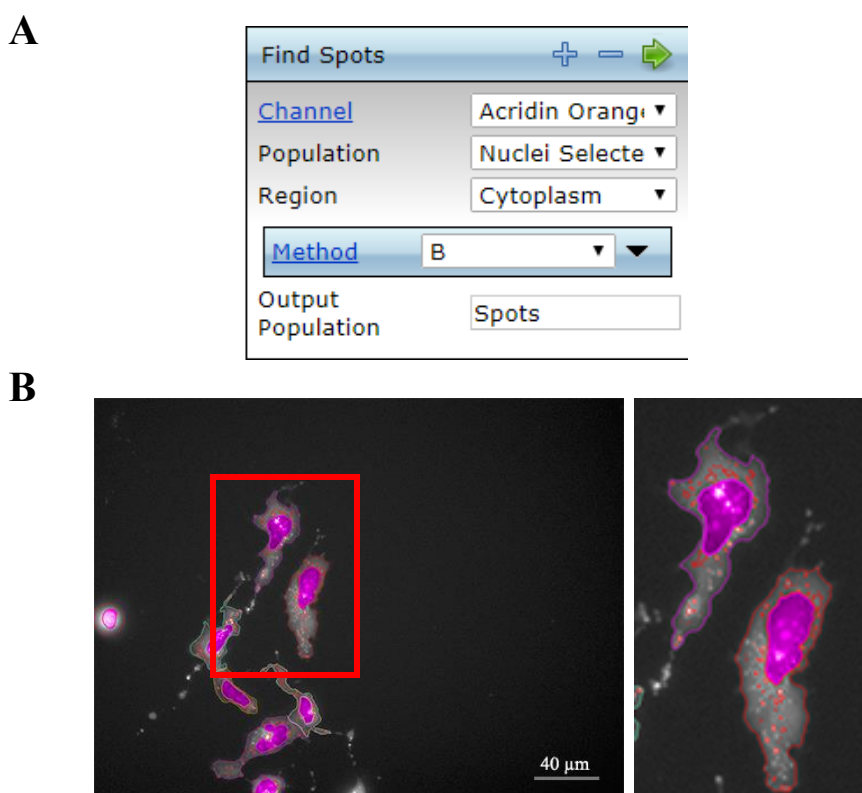 A
Find Spots
Channel Acridin Orang
Population Nuclei Selecte
Region Cytoplasm
Method B
Output
Population
Spots
B
40 µm